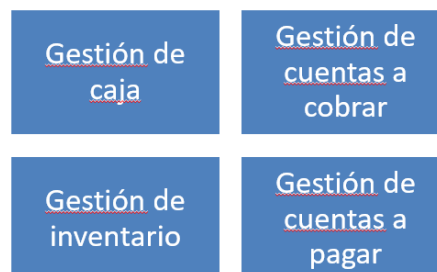 Gestión de
caja
Gestión de
cuentas a
cobrar
Gestión de
inventario
Gestión de
cuentas a
pagar